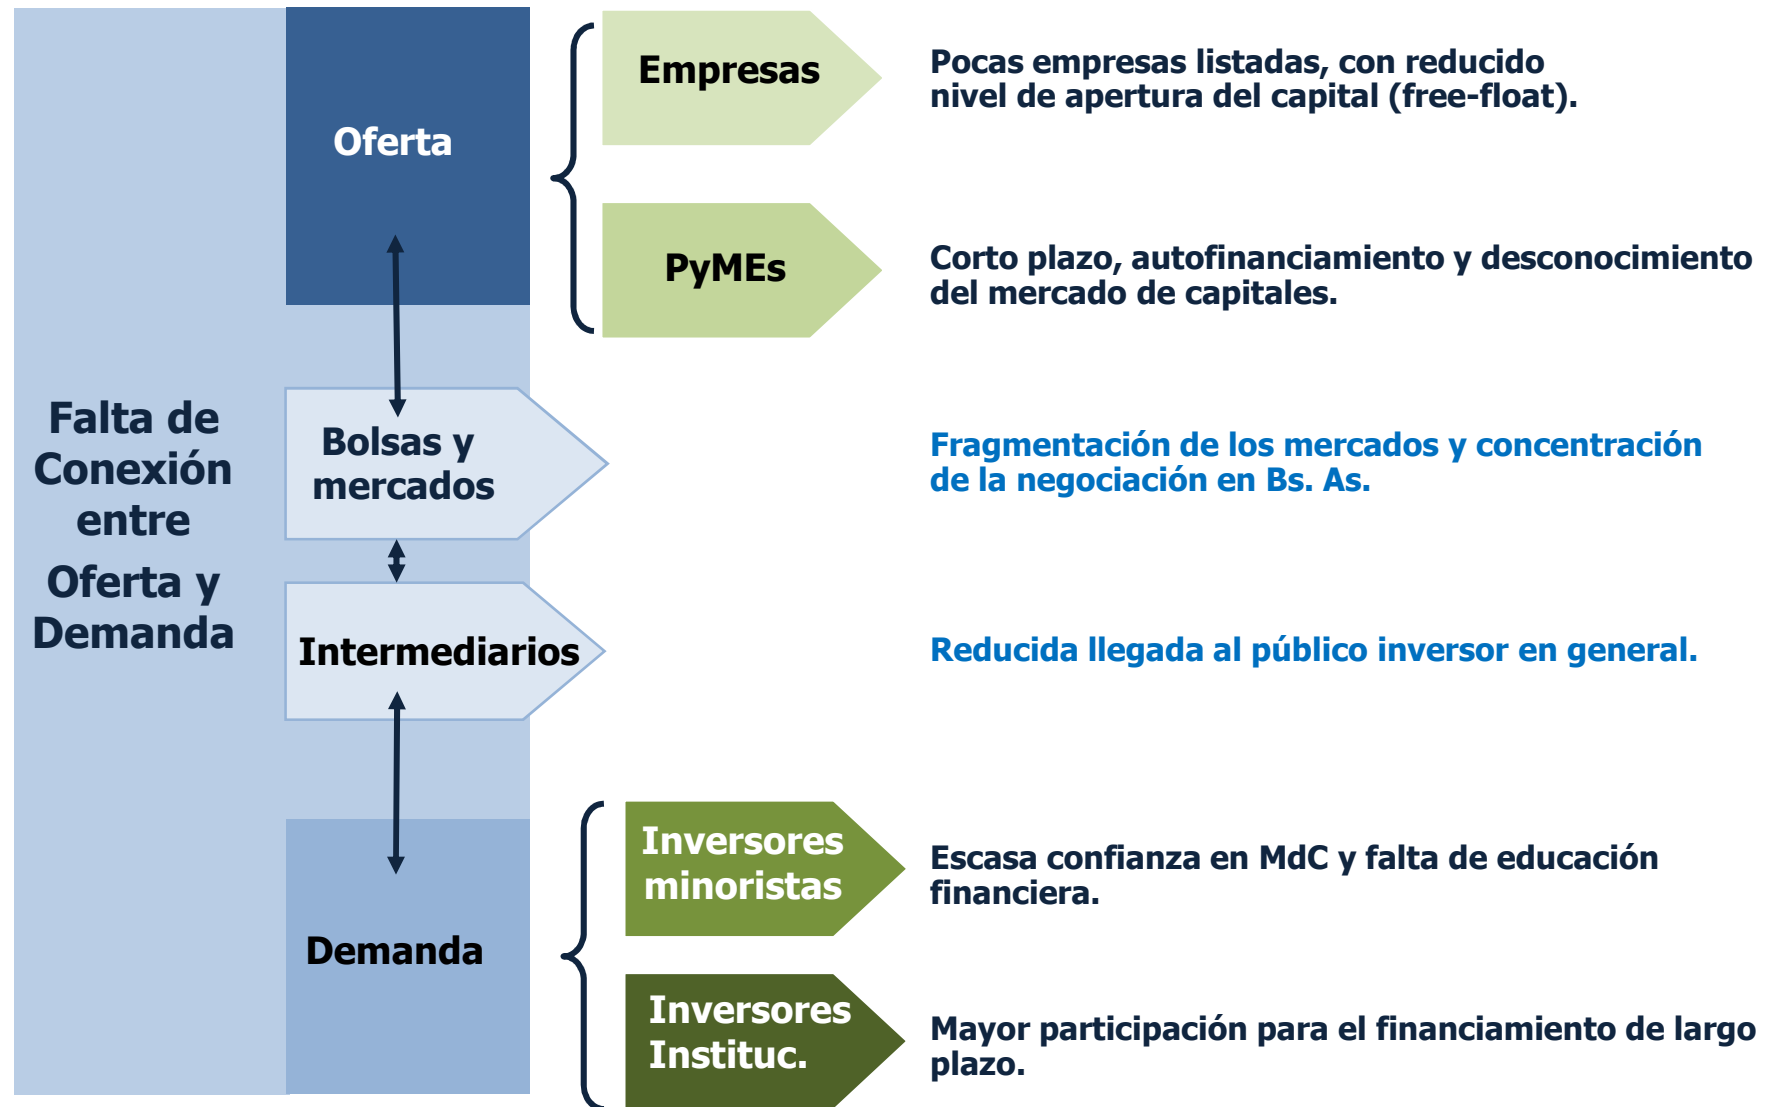 Falta de
Conexión
entre
Oferta y
Demanda
Oferta
Empresas
Pocas empresas listadas, con reducido
nivel de apertura del capital (free-float).
PyMEs
Corto plazo, autofinanciamiento y desconocimiento
del mercado de capitales.
Bolsas y
mercados
Fragmentación de los mercados y concentración
de la negociación en Bs. As.
Intermediarios
Reducida llegada al público inversor en general.
Demanda
Inversores
minoristas
Escasa confianza en MdC y falta de educación
financiera.
Inversores
Instituc.
Mayor participación para el financiamiento de largo
plazo.